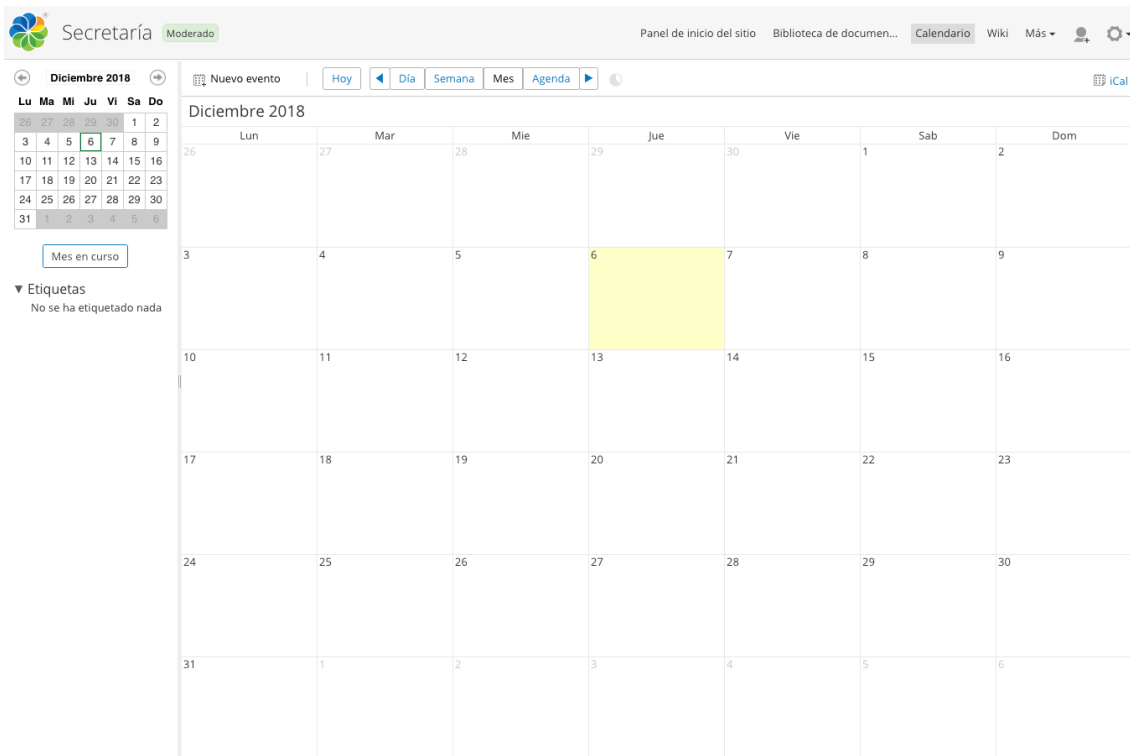 Secretaría Moderado Panel de inicio del sitio Biblioteca de documen... Calendario Wiki Más
Diciembre 2018
Lu Ma Mi Ju Vi Sa Do
26 27 28 29 30 1 2
3 4 5 6 7 8 9
10 11 12 13 14 15 16
17 18 19 20 21 22 23
24 25 26 27 28 29 30
31 1 2 3 4 5 6
Mes en curso
Etiquetas
No se ha etiquetado nada
Nuevo evento Hoy Día Semana Mes Agenda iCal
Diciembre 2018
Lun Mar Mie Jue Vie Sab Dom
26 27 28 29 30 1 2
3 4 5 6 7 8 9
10 11 12 13 14 15 16
17 18 19 20 21 22 23
24 25 26 27 28 29 30
31 1 2 3 4 5 6